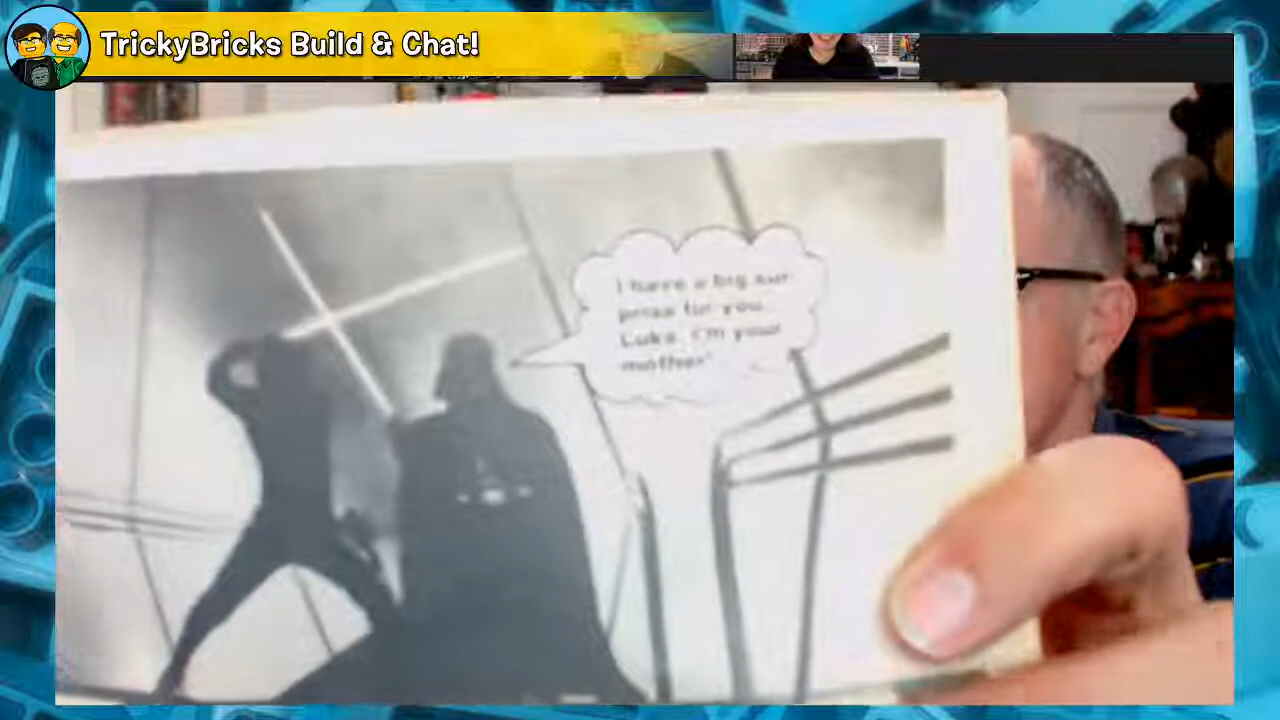 TrickyBricks Build & Chat!
I have a big sur-
prise for you,
Luke. I'm your
mother!